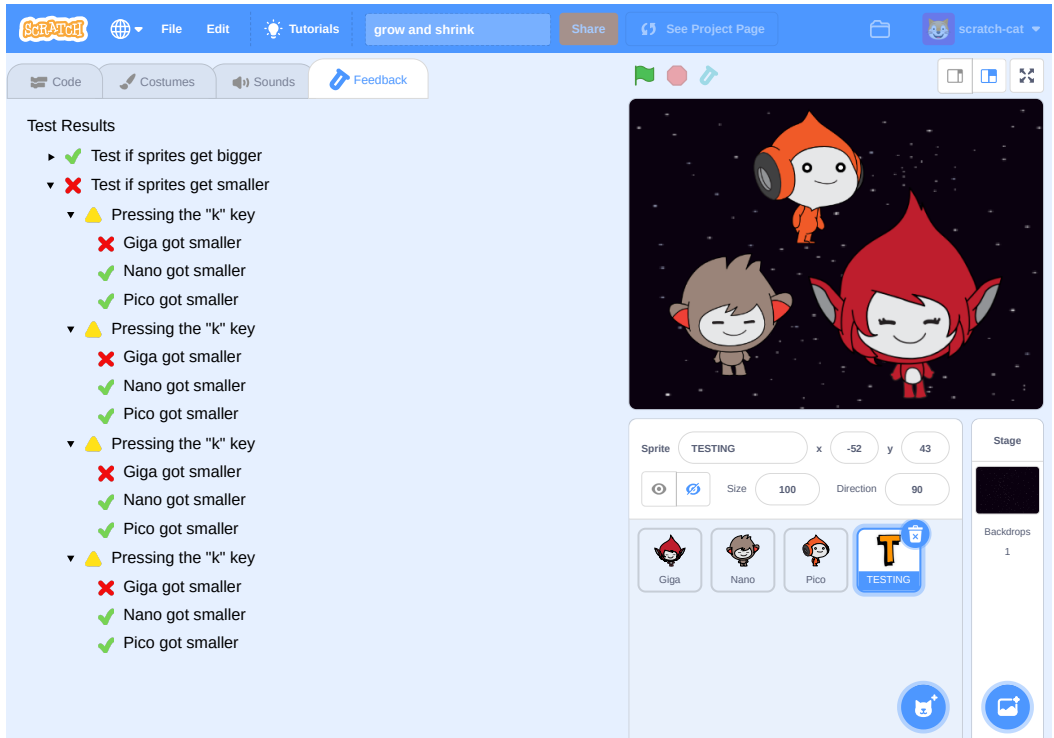 SCRATCH File Edit Tutorials grow and shrink Share See Project Page scratch-cat
Code Costumes Sounds Feedback
Test Results
Test if sprites get bigger
Test if sprites get smaller
Pressing the "k" key
Giga got smaller
Nano got smaller
Pico got smaller
Pressing the "k" key
Giga got smaller
Nano got smaller
Pico got smaller
Pressing the "k" key
Giga got smaller
Nano got smaller
Pico got smaller
Pressing the "k" key
Giga got smaller
Nano got smaller
Pico got smaller
Sprite TESTING x -52 y 43
Size 100 Direction 90
Giga Nano Pico T TESTING
Stage
Backdrops
1